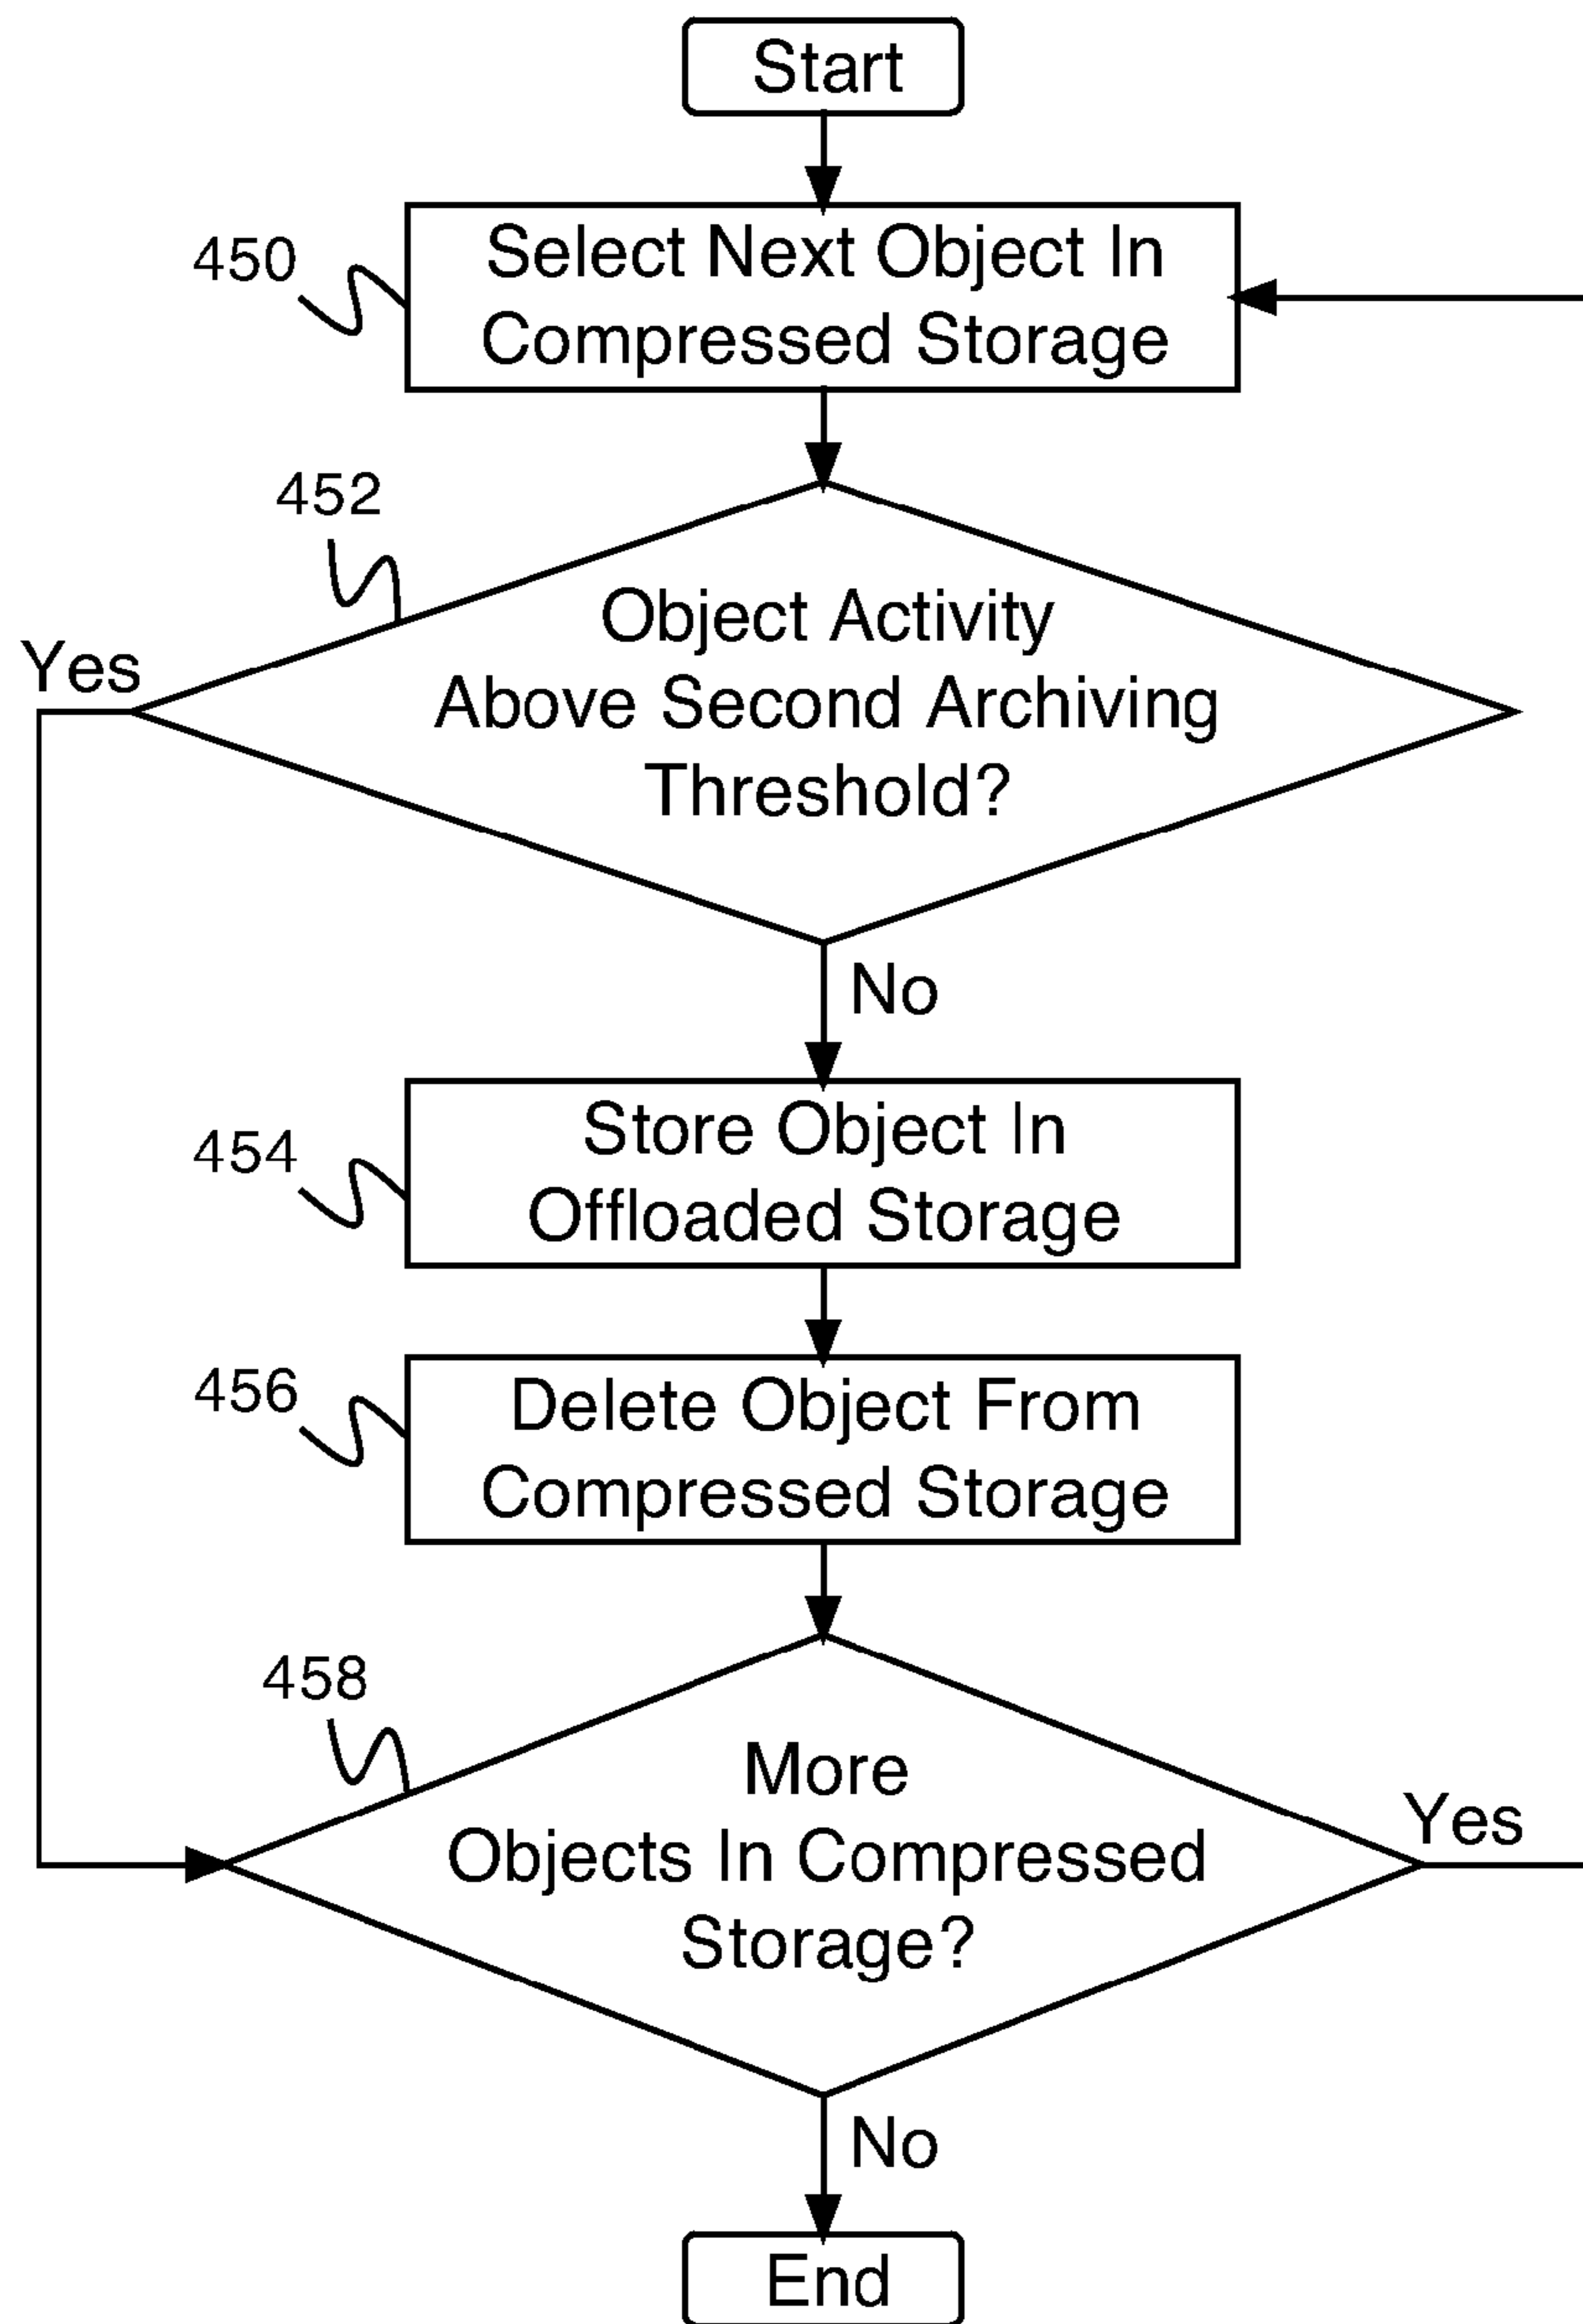 Start
450
Select Next Object In
Compressed Storage
452
Yes
Object Activity
Above Second Archiving
Threshold?
No
454
Store Object In
Offloaded Storage
456
Delete Object From
Compressed Storage
458
More
Objects In Compressed
Storage?
Yes
No
End